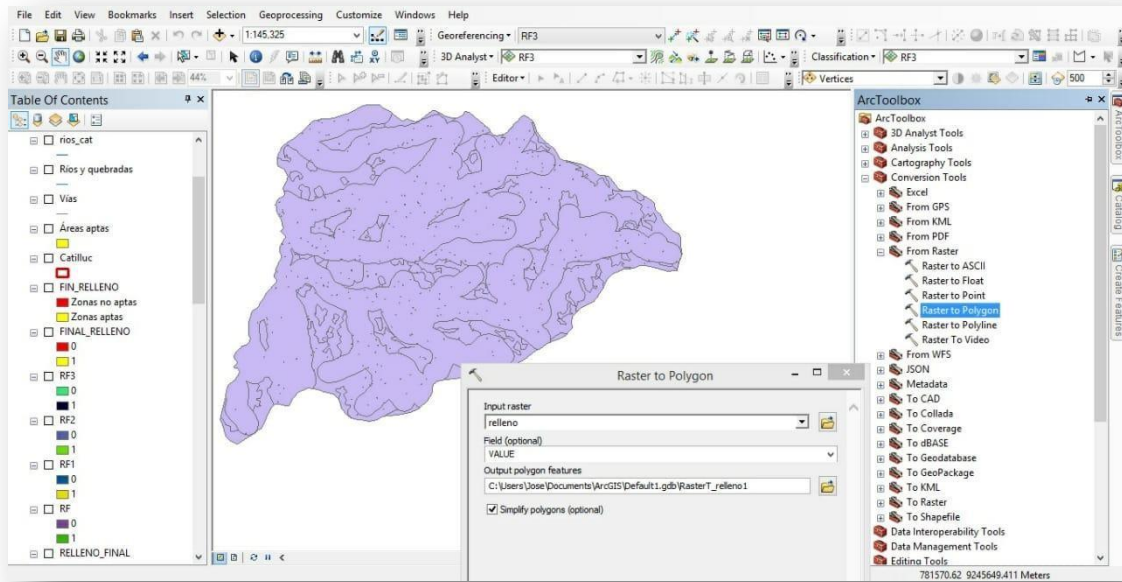 File Edit View Bookmarks Insert Selection Geoprocessing Customize Windows Help
1:145,325
Georeferencing RF3
3D Analyst RF3
Classification RF3
44%
Editor
Vertices
500
Table Of Contents
rios_cat
Ríos y quebradas
Vías
Áreas aptas
Catilluc
FIN_RELLENO
Zonas no aptas
Zonas aptas
FINAL_RELLENO
0
1
RF3
0
1
RF2
0
1
RF1
0
1
RF
0
1
RELLENO_FINAL
Raster to Polygon
Input raster
relleno
Field (optional)
VALUE
Output polygon features
C:\Users\Jose\Documents\ArcGIS\Default1.gdb\RasterT_relleno1
Simplify polygons (optional)
ArcToolbox
ArcToolbox
3D Analyst Tools
Analysis Tools
Cartography Tools
Conversion Tools
Excel
From GPS
From KML
From PDF
From Raster
Raster to ASCII
Raster to Float
Raster to Point
Raster to Polygon
Raster to Polyline
Raster To Video
From WFS
JSON
Metadata
To CAD
To Collada
To Coverage
To dBASE
To Geodatabase
To GeoPackage
To KML
To Raster
To Shapefile
Data Interoperability Tools
Data Management Tools
Editing Tools
ArcToolbox
Catalog
Create Features
781570.62 9245649.411 Meters